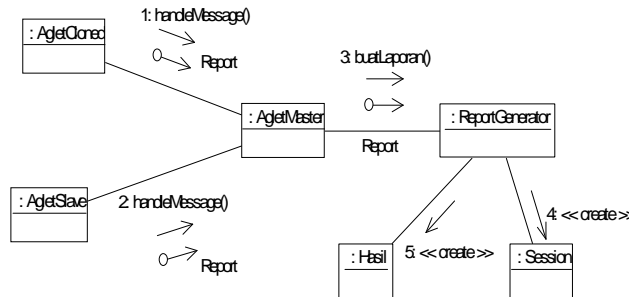 1: handleMessage()
: AgletCloned
Report
3: buatLaporan()
: AgletMaster
: ReportGenerator
Report
: AgletSlave
2: handleMessage()
4: << create >>
Report
: Hasil
5: << create >>
: Session